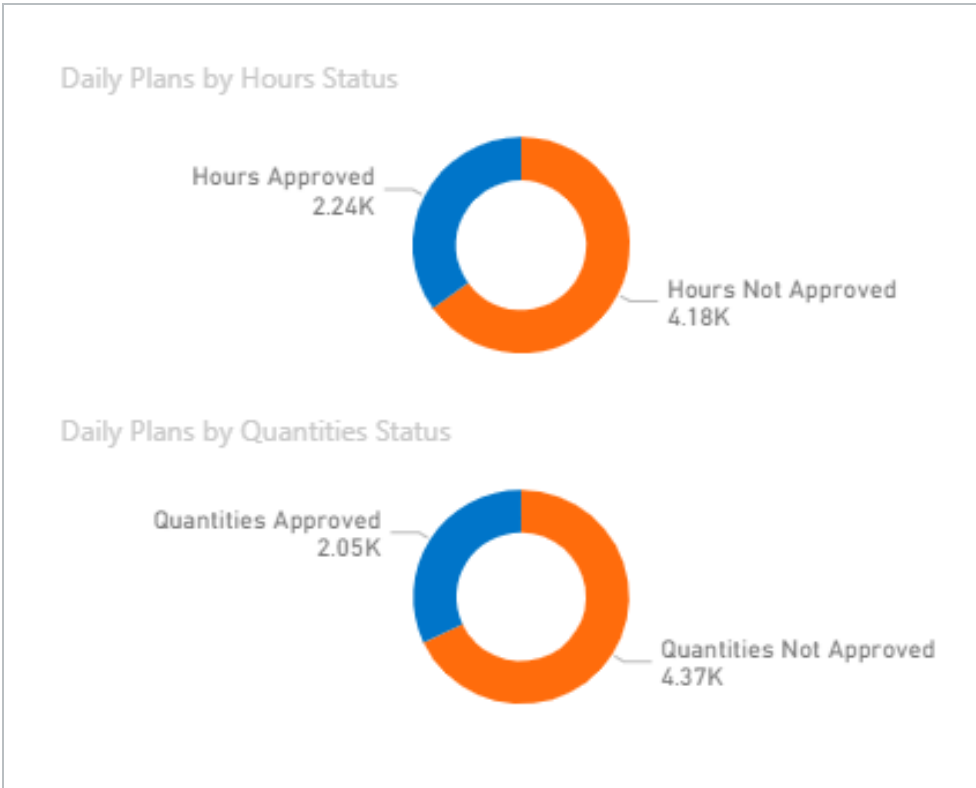 Daily Plans by Hours Status
Hours Approved
2.24K
Hours Not Approved
4.18K
Daily Plans by Quantities Status
Quantities Approved
2.05K
Quantities Not Approved
4.37K